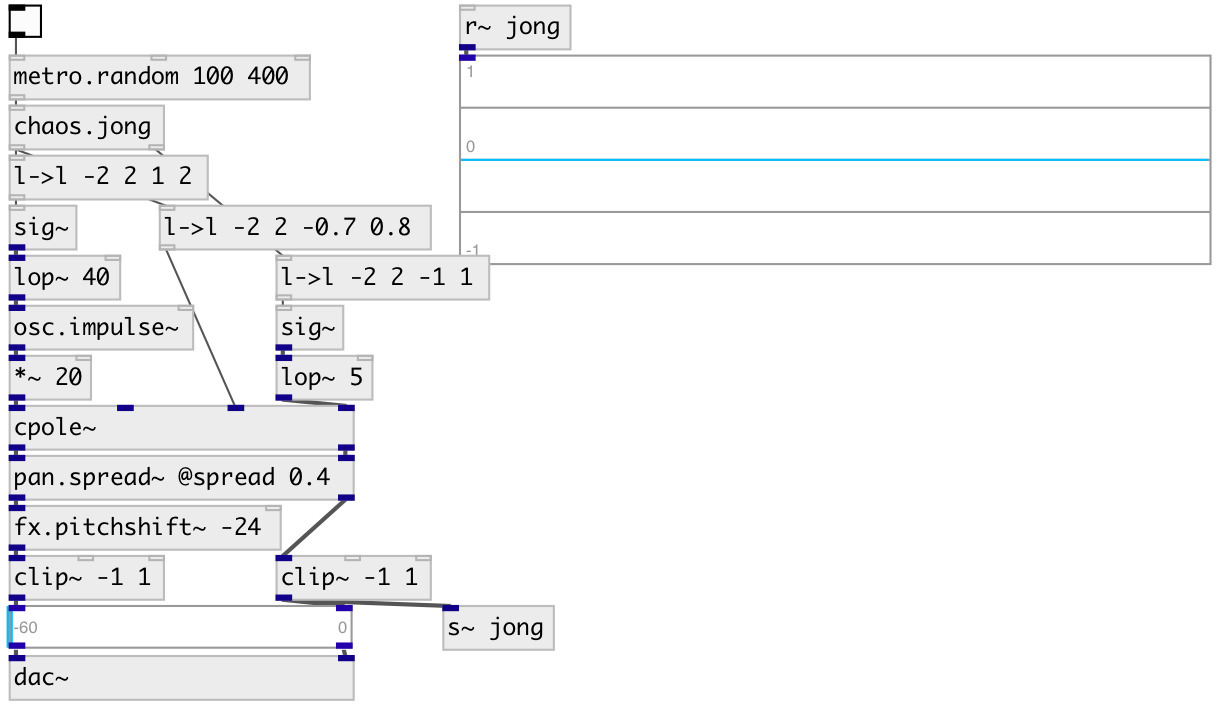 r~ jong
metro.random 100 400
1
chaos.jong
0
l->l -2 2 1 2
sig~
l->l -2 2 -0.7 0.8
-1
lop~ 40
l->l -2 2 -1 1
osc.impulse~
sig~
*~ 20
lop~ 5
cpole~
pan.spread~ @spread 0.4
fx.pitchshift~ -24
clip~ -1 1
clip~ -1 1
-60
0
s~ jong
dac~